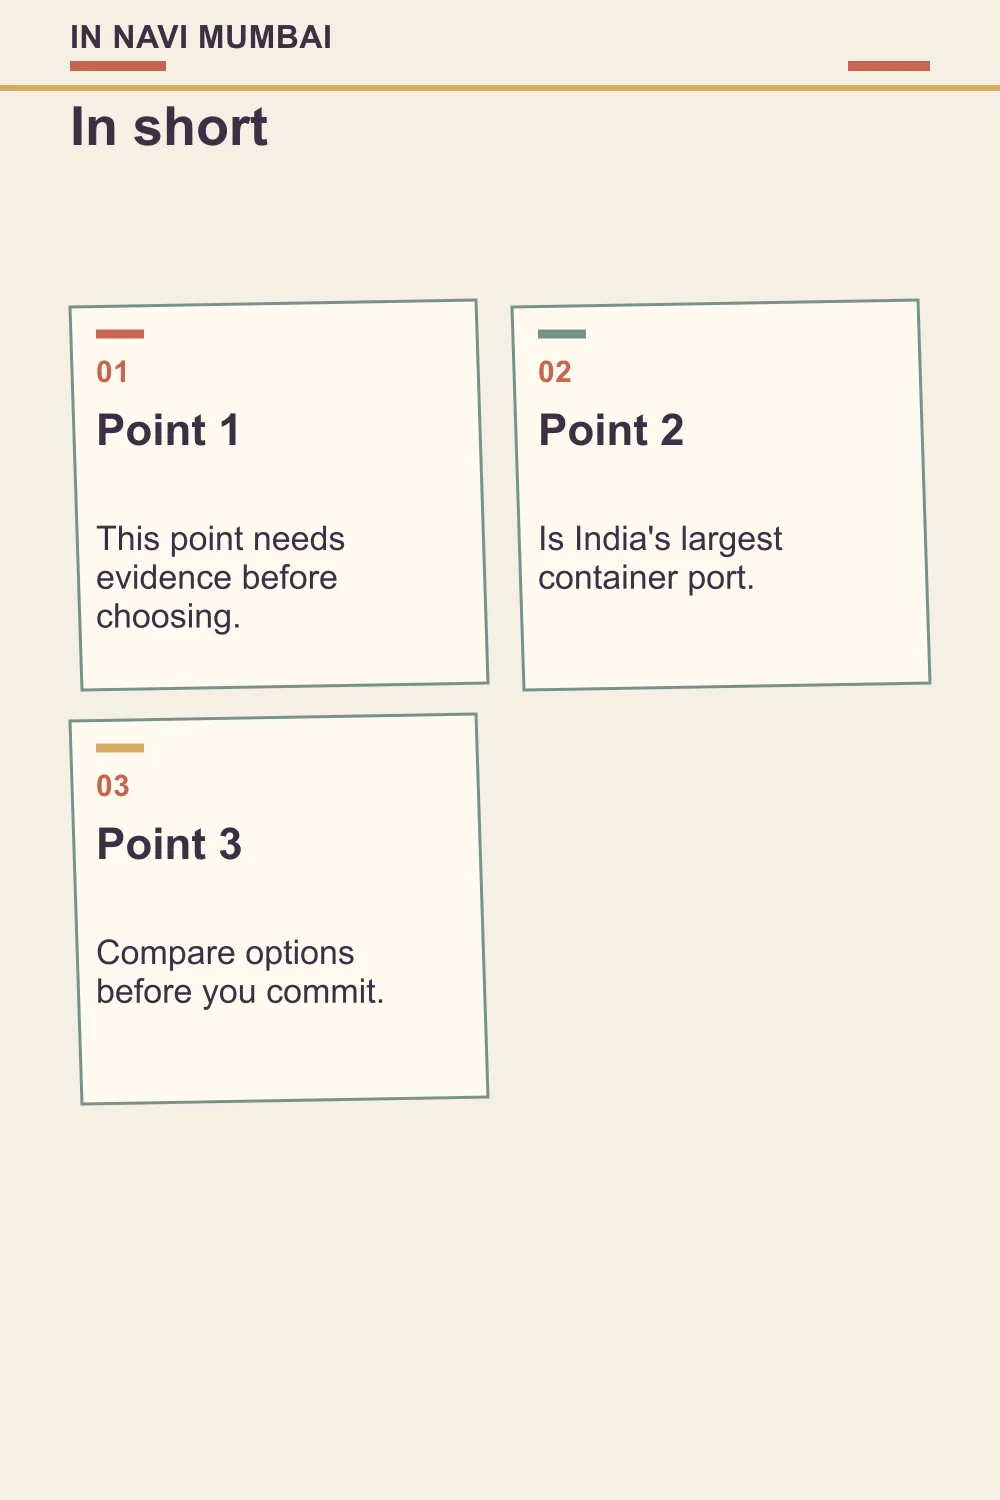 IN NAVI MUMBAI
In short
01
Point 1
This point needs
evidence before
choosing.
02
Point 2
Is India's largest
container port.
03
Point 3
Compare options
before you commit.